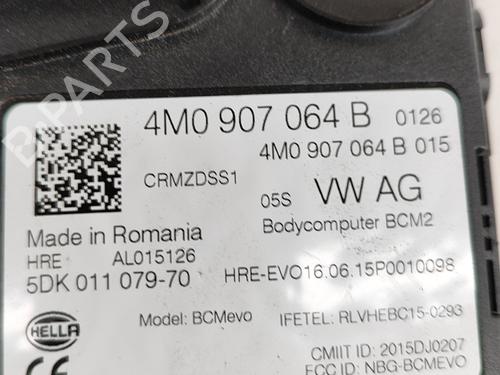 4M0 907 064 B 0126
4M0 907 064 B 015
CRMZDSS1
05S VW AG
Bodycomputer BCM2
Made in Romania
HRE AL015126
5DK 011 079-70 HRE-EVO16.06.15P0010098
Model: BCMevo IFETEL: RLVHEBC15-0293
HELLA
CMIIT ID: 2015DJ0207
FCC ID: NBG-BCMEVO
CE
B-PARTS